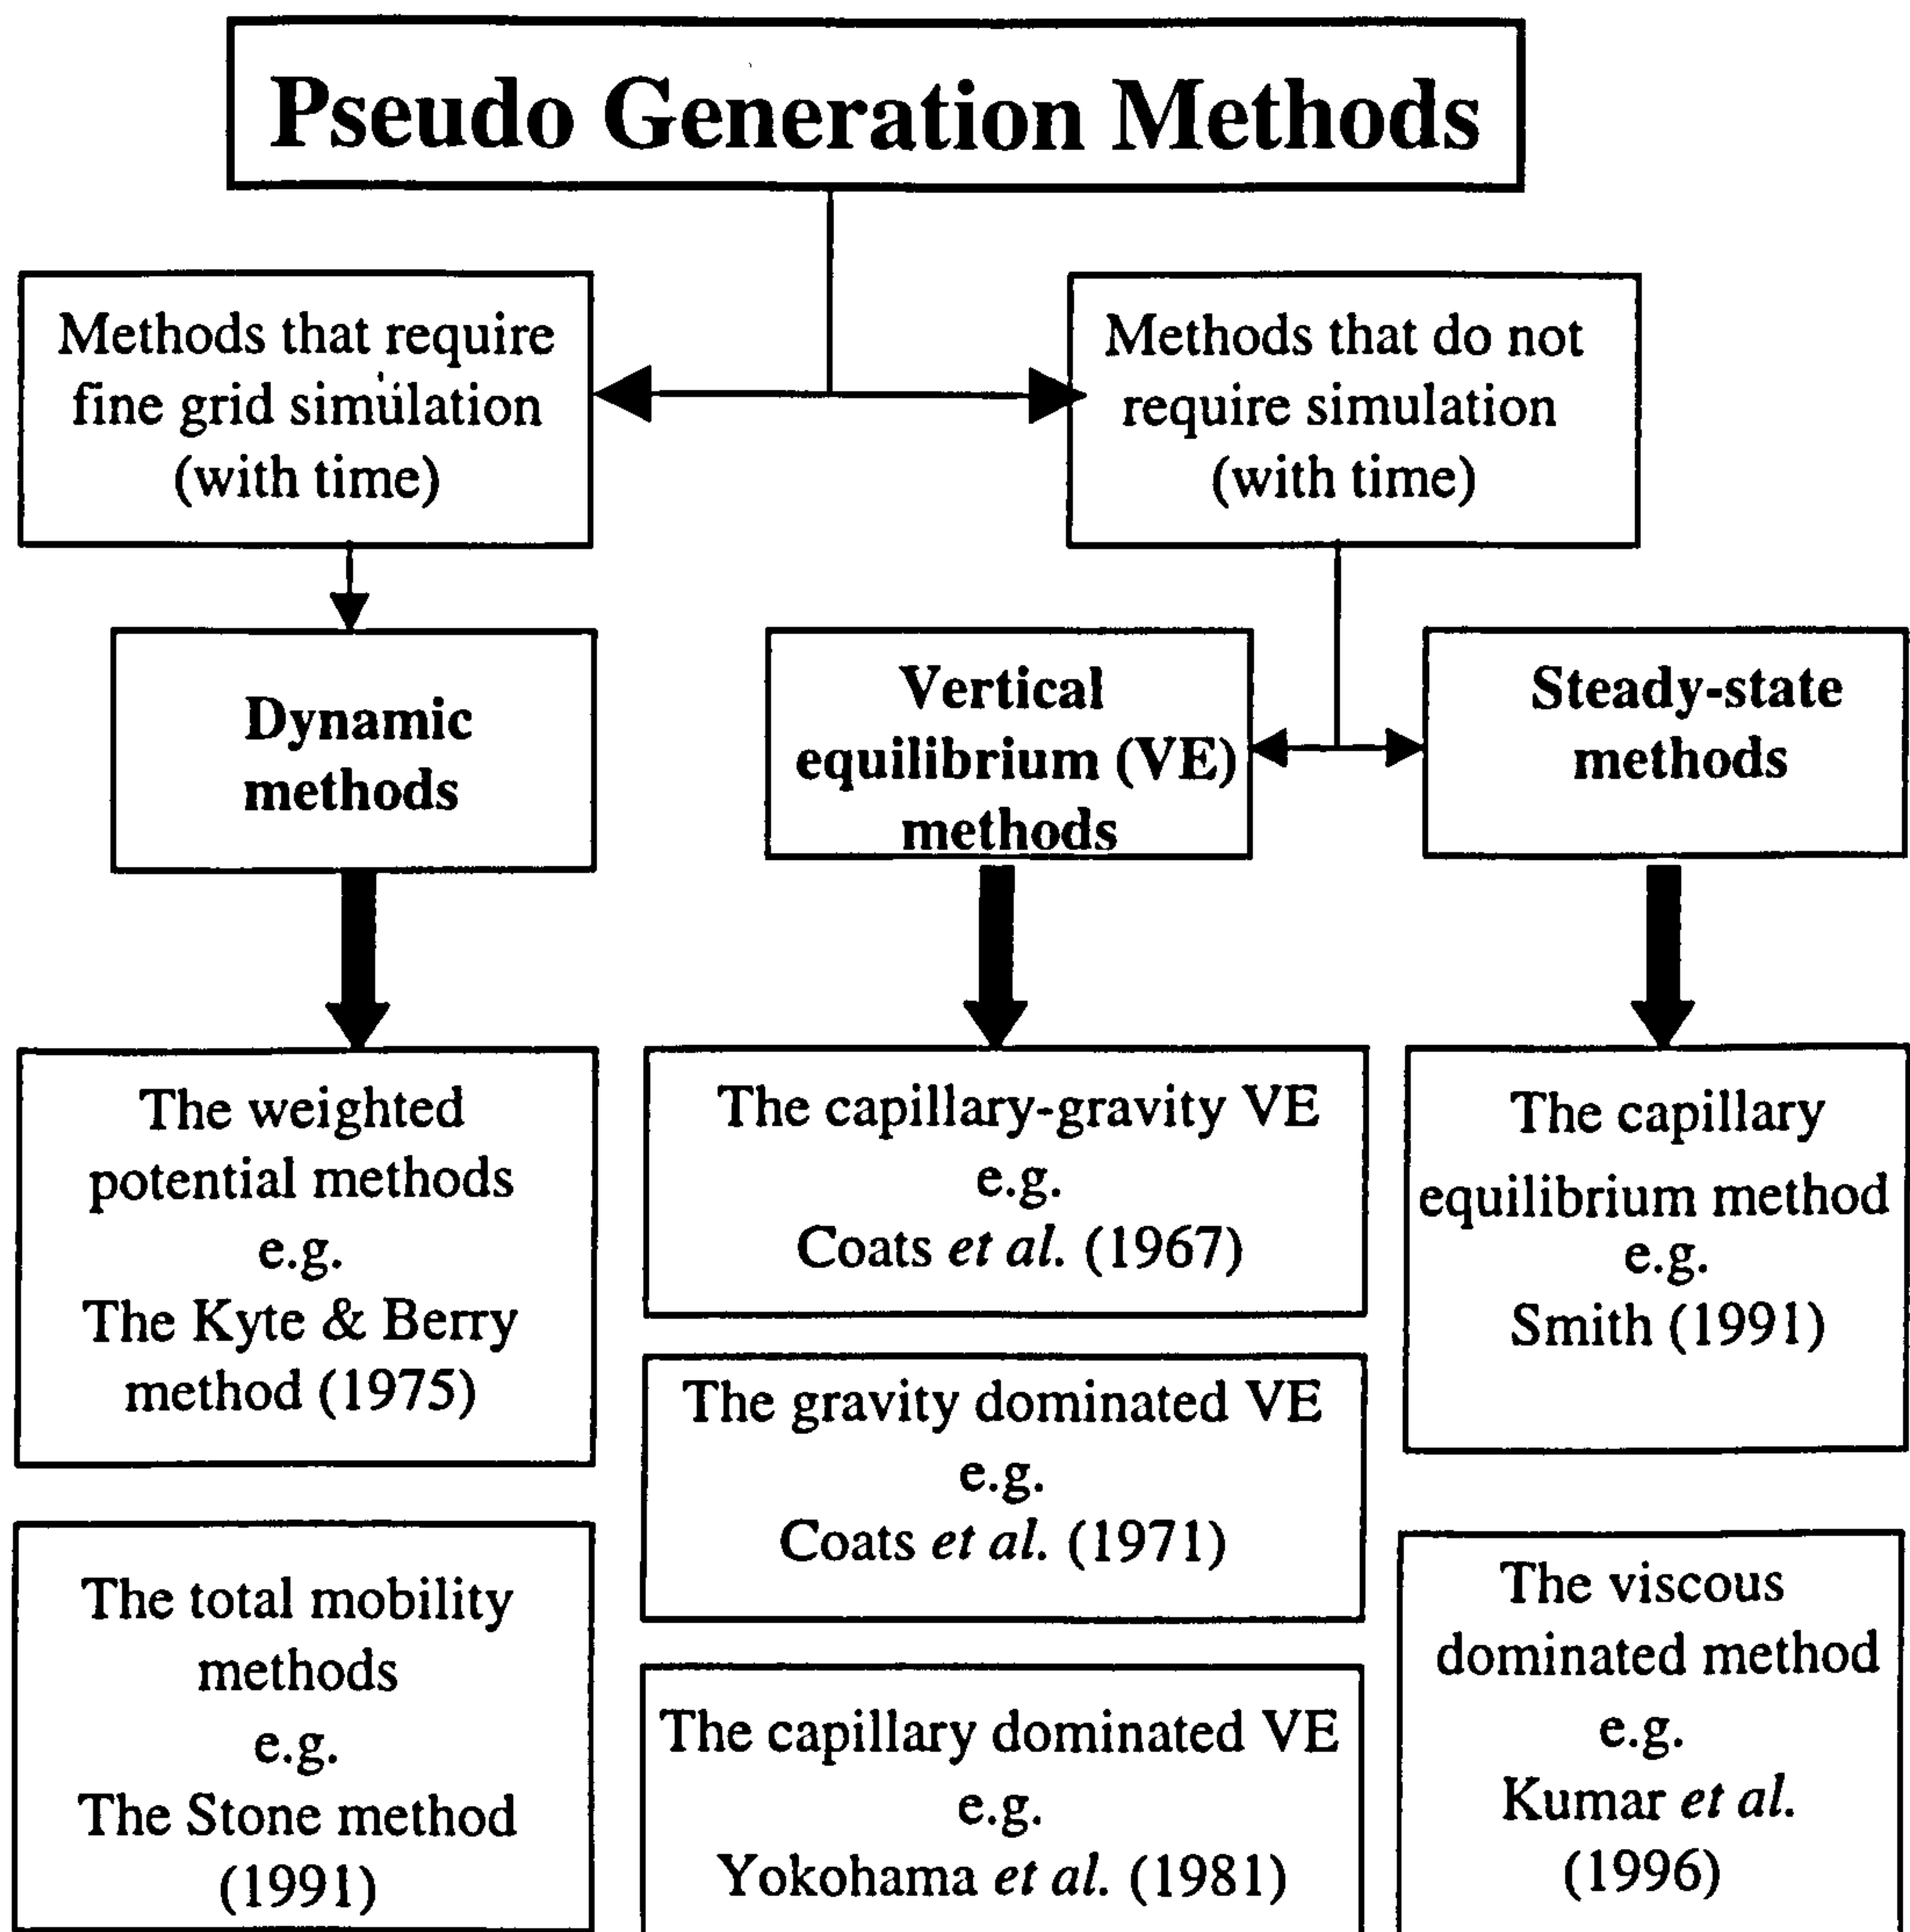 Pseudo Generation Methods
Methods that require
fine grid simulation
(with time)
Methods that do not
require simulation
(with time)
Dynamic
methods
Vertical
equilibrium (VE)
methods
Steady-state
methods
The weighted
potential methods
e.g.
The Kyte & Berry
method (1975)
The total mobility
methods
e.g.
The Stone method
(1991)
The capillary-gravity VE
e.g.
Coats et al. (1967)
The gravity dominated VE
e.g.
Coats et al. (1971)
The capillary dominated VE
e.g.
Yokohama et al. (1981)
The capillary
equilibrium method
e.g.
Smith (1991)
The viscous
dominated method
e.g.
Kumar et al.
(1996)